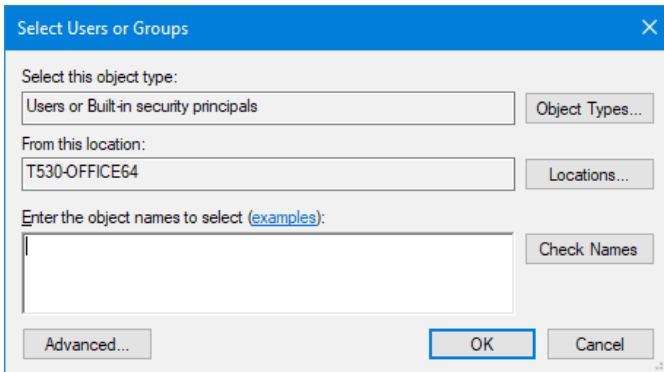 Select Users or Groups
Select this object type:
Users or Built-in security principals
Object Types...
From this location:
T530-OFFICE64
Locations...
Enter the object names to select (examples):
Check Names
Advanced...
OK
Cancel